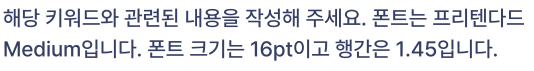 해당 키워드와 관련된 내용을 작성해 주세요. 폰트는 프리텐다드
Medium입니다. 폰트 크기는 16pt이고 행간은 1.45입니다.